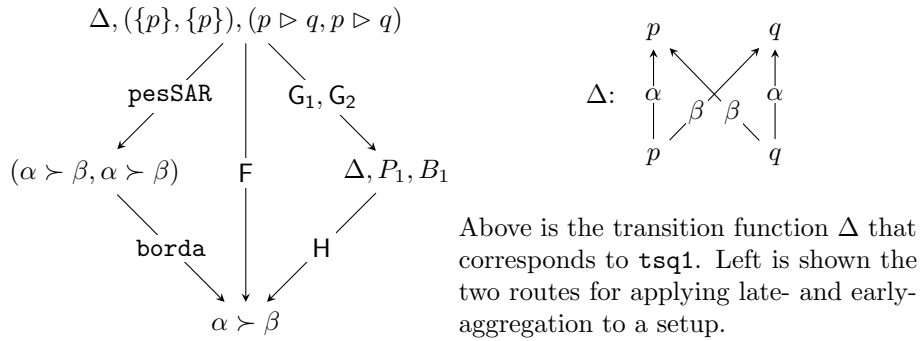 Δ, ({p}, {p}), (p ▷ q, p ▷ q)
pesSAR
G₁, G₂
(α ≻ β, α ≻ β)
F
Δ, P₁, B₁
borda
H
α ≻ β
p q
Δ: α β β α
p q
Above is the transition function Δ that
corresponds to tsq1. Left is shown the
two routes for applying late- and early-
aggregation to a setup.